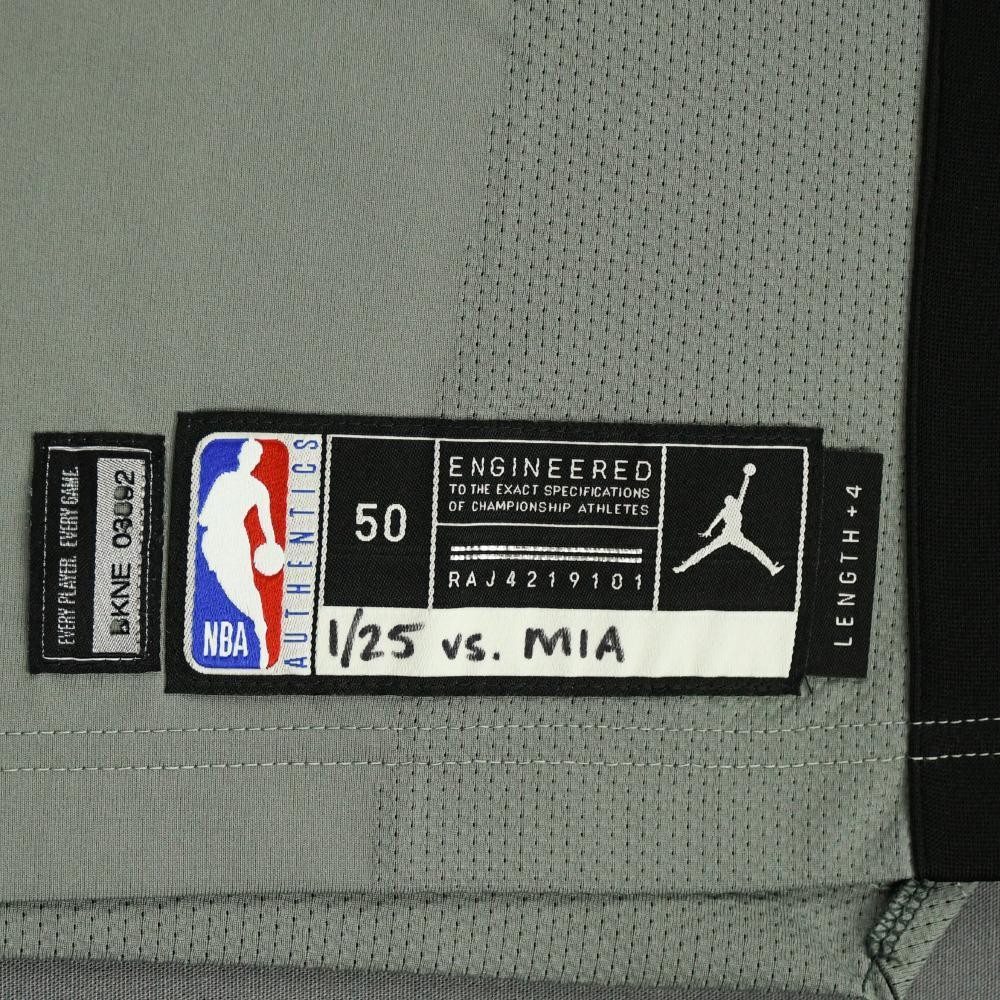 EVERY PLAYER. EVERY GAME.
BKNE 03092
NBA
AUTHENTICS
50
ENGINEERED
TO THE EXACT SPECIFICATIONS
OF CHAMPIONSHIP ATHLETES
RAJ4219101
1/25 vs. MIA
LENGTH+4